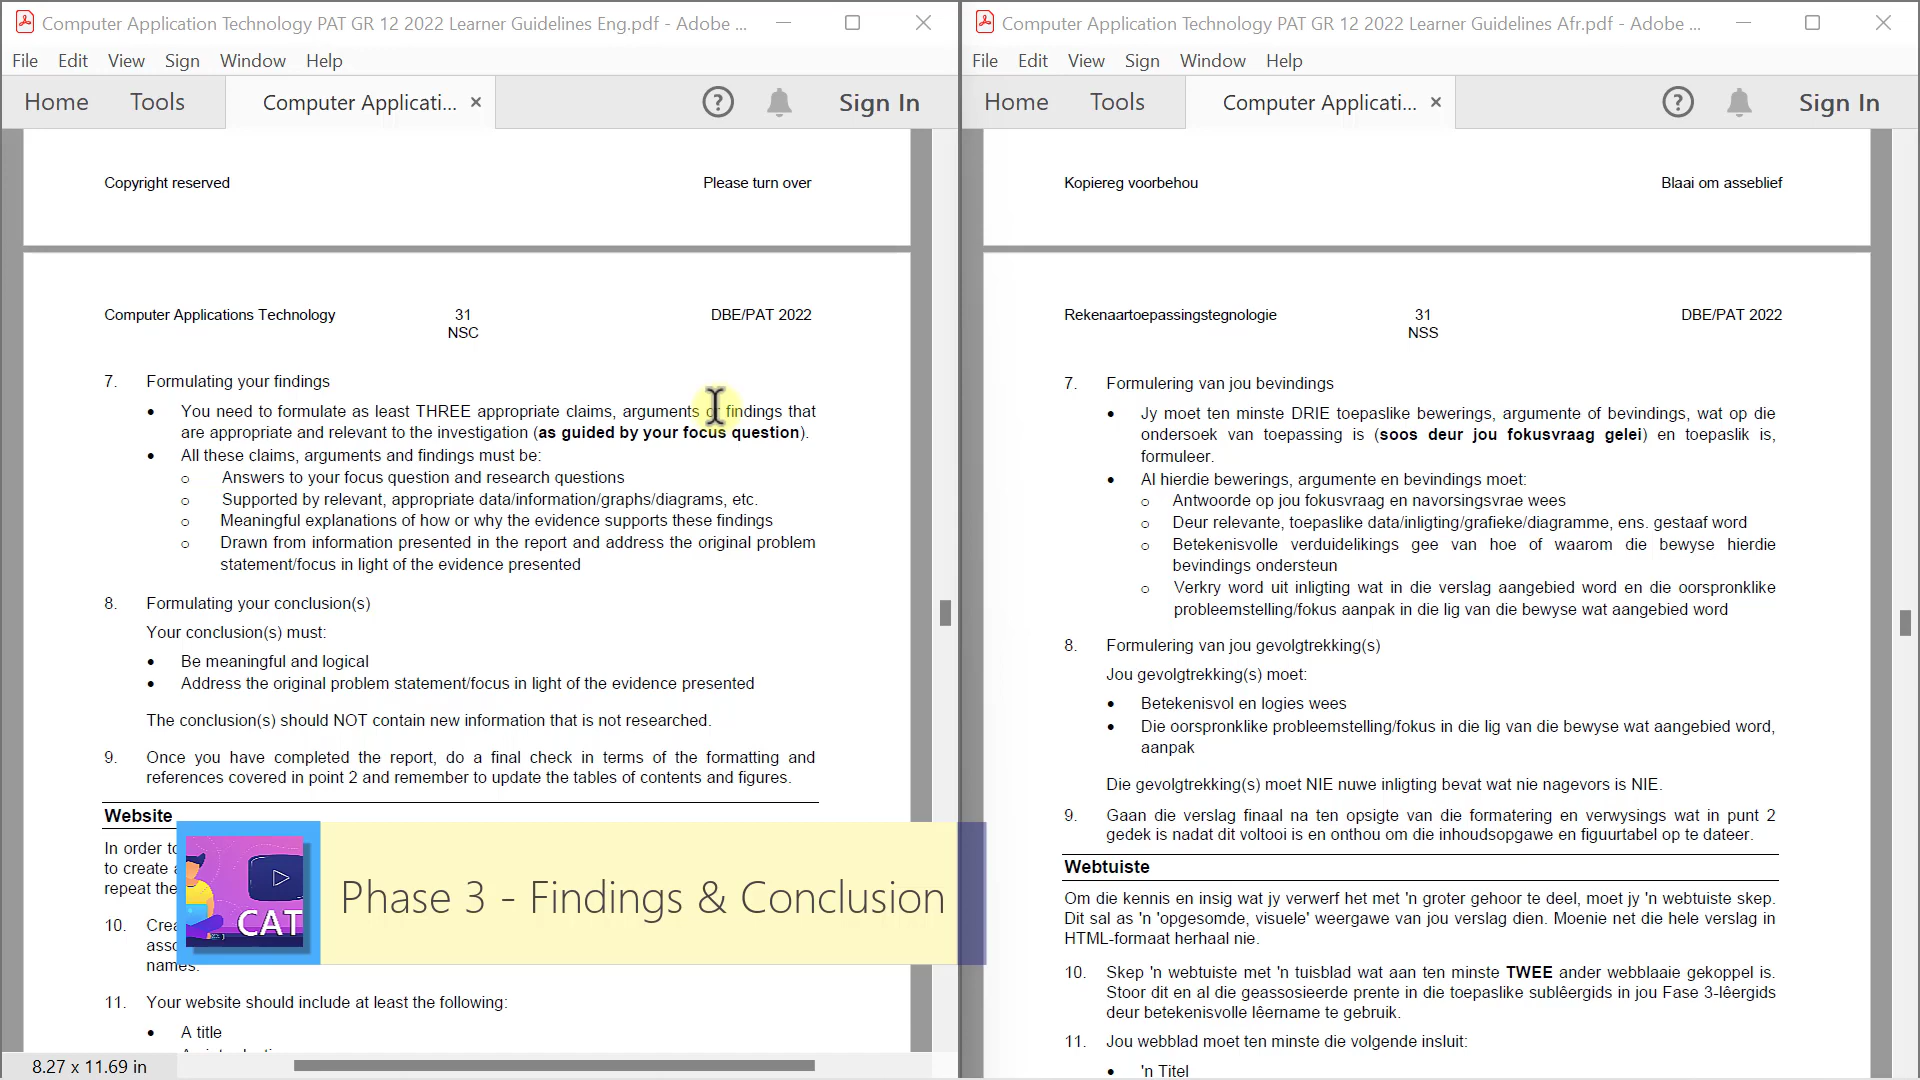 Computer Application Technology PAT GR 12 2022 Learner Guidelines Eng.pdf - Adobe ...
File Edit View Sign Window Help
Home Tools Computer Applicati... × ? Sign In
Copyright reserved Please turn over
Computer Applications Technology 31 DBE/PAT 2022
NSC
7. Formulating your findings
• You need to formulate as least THREE appropriate claims, arguments or findings that
are appropriate and relevant to the investigation (as guided by your focus question).
• All these claims, arguments and findings must be:
o Answers to your focus question and research questions
o Supported by relevant, appropriate data/information/graphs/diagrams, etc.
o Meaningful explanations of how or why the evidence supports these findings
o Drawn from information presented in the report and address the original problem
statement/focus in light of the evidence presented
8. Formulating your conclusion(s)
Your conclusion(s) must:
• Be meaningful and logical
• Address the original problem statement/focus in light of the evidence presented
The conclusion(s) should NOT contain new information that is not researched.
9. Once you have completed the report, do a final check in terms of the formatting and
references covered in point 2 and remember to update the tables of contents and figures.
Website
In order to
to create a
repeat the
10. Crea
asso
names.
11. Your website should include at least the following:
• A title
8.27 x 11.69 in
CAT
Phase 3 - Findings & Conclusion
Computer Application Technology PAT GR 12 2022 Learner Guidelines Afr.pdf - Adobe ...
File Edit View Sign Window Help
Home Tools Computer Applicati... × ? Sign In
Kopiereg voorbehou Blaai om asseblief
Rekenaartoepassingstegnologie 31 DBE/PAT 2022
NSS
7. Formulering van jou bevindings
• Jy moet ten minste DRIE toepaslike bewerings, argumente of bevindings, wat op die
ondersoek van toepassing is (soos deur jou fokusvraag gelei) en toepaslik is,
formuleer.
• Al hierdie bewerings, argumente en bevindings moet:
o Antwoorde op jou fokusvraag en navorsingsvrae wees
o Deur relevante, toepaslike data/inligting/grafieke/diagramme, ens. gestaaf word
o Betekenisvolle verduidelikings gee van hoe of waarom die bewyse hierdie
bevindings ondersteun
o Verkry word uit inligting wat in die verslag aangebied word en die oorspronklike
probleemstelling/fokus aanpak in die lig van die bewyse wat aangebied word
8. Formulering van jou gevolgtrekking(s)
Jou gevolgtrekking(s) moet:
• Betekenisvol en logies wees
• Die oorspronklike probleemstelling/fokus in die lig van die bewyse wat aangebied word,
aanpak
Die gevolgtrekking(s) moet NIE nuwe inligting bevat wat nie nagevors is NIE.
9. Gaan die verslag finaal na ten opsigte van die formatering en verwysings wat in punt 2
gedek is nadat dit voltooi is en onthou om die inhoudsopgawe en figuurtabel op te dateer.
Webtuiste
Om die kennis en insig wat jy verwerf het met 'n groter gehoor te deel, moet jy 'n webtuiste skep.
Dit sal as 'n 'opgesomde, visuele' weergawe van jou verslag dien. Moenie net die hele verslag in
HTML-formaat herhaal nie.
10. Skep 'n webtuiste met 'n tuisblad wat aan ten minste TWEE ander webblaaie gekoppel is.
Stoor dit en al die geassosieerde prente in die toepaslike sublêergids in jou Fase 3-lêergids
deur betekenisvolle lêername te gebruik.
11. Jou webblad moet ten minste die volgende insluit:
• 'n Titel